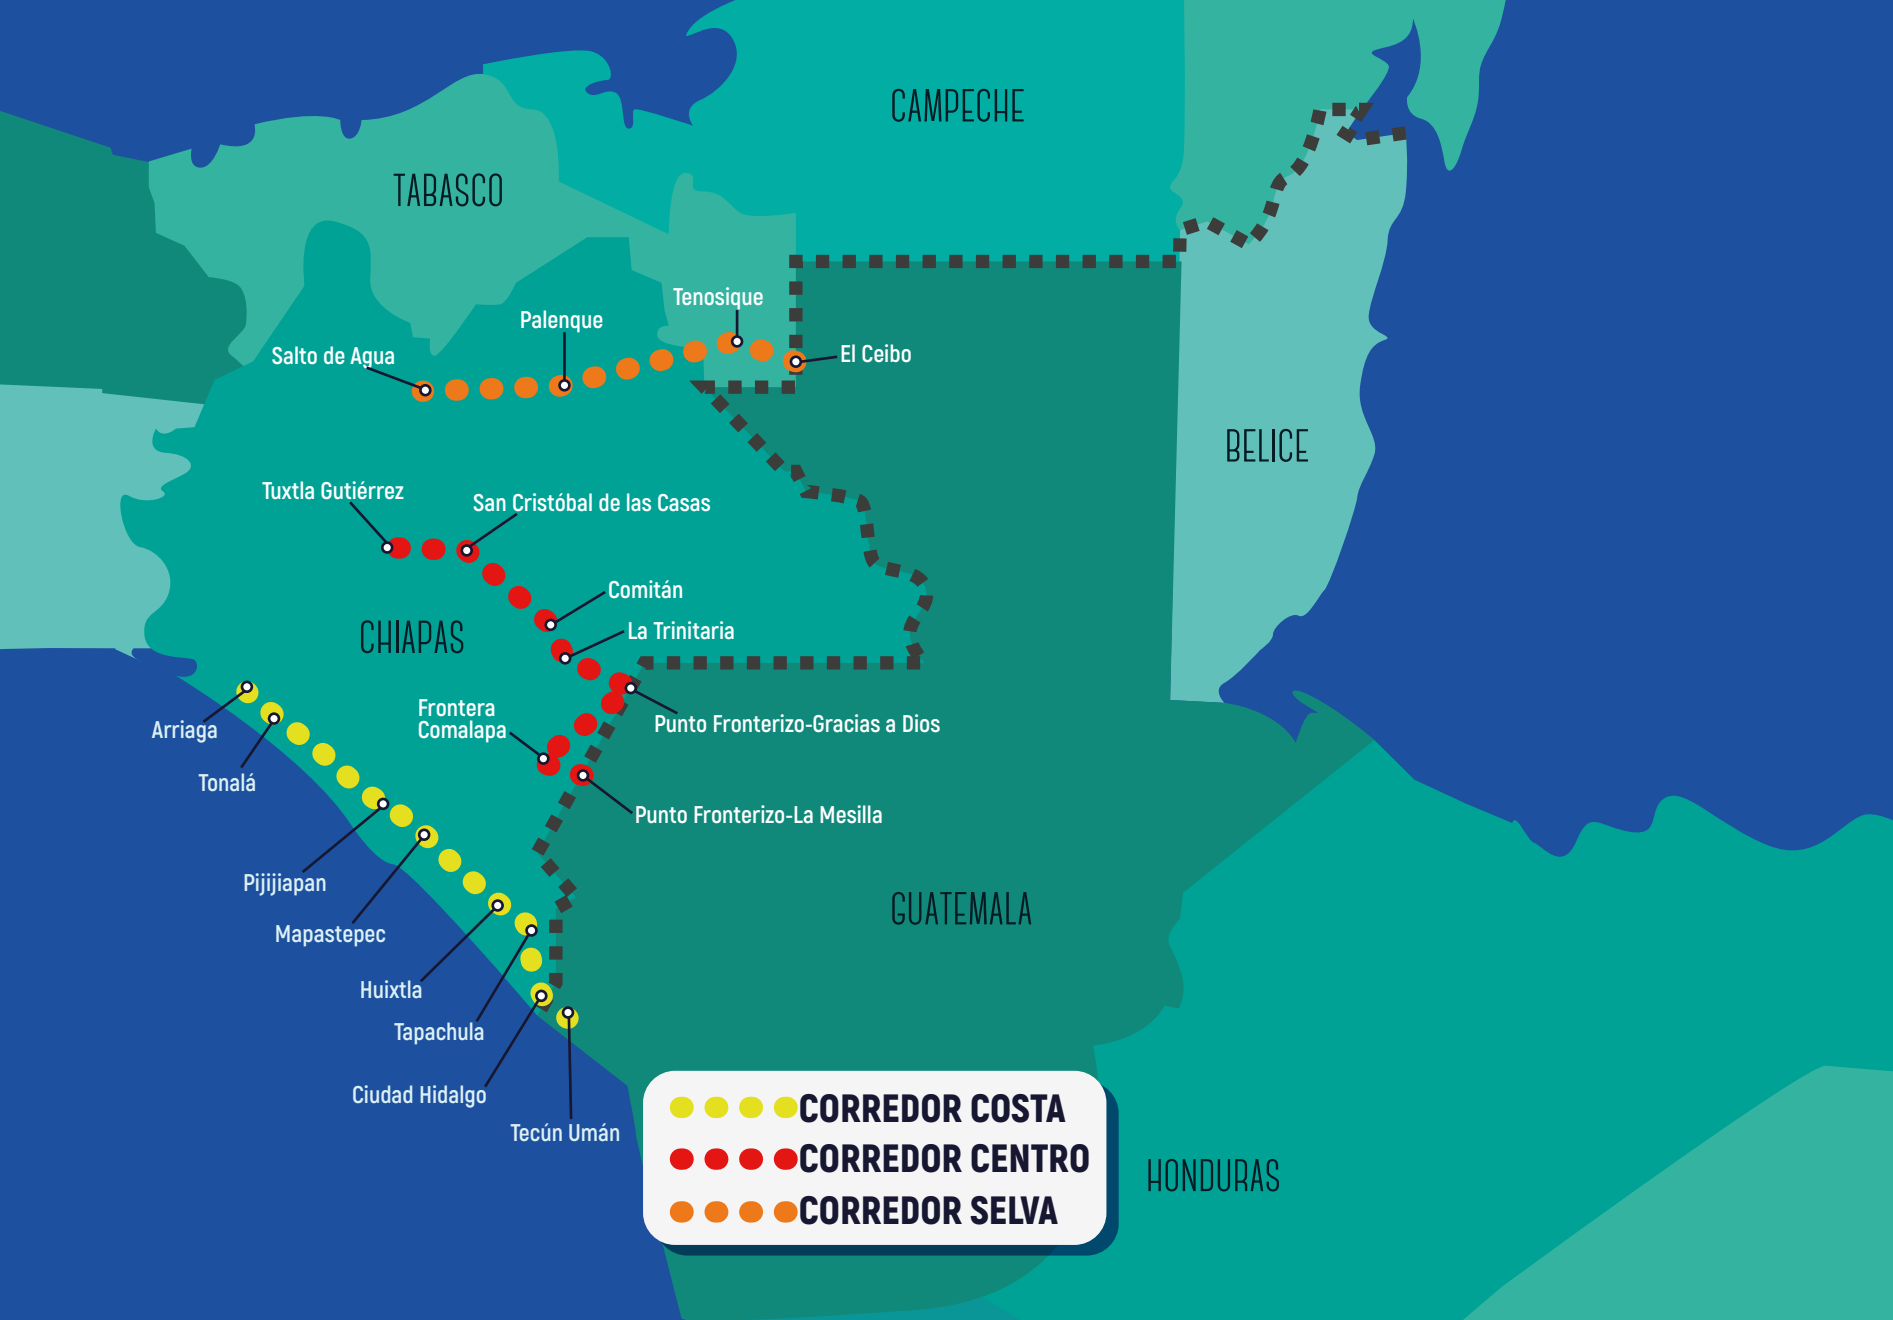 CAMPECHE
TABASCO
Tenosique
Palenque
El Ceibo
Salto de Agua
BELICE
Tuxtla Gutiérrez
San Cristóbal de las Casas
Comitán
La Trinitaria
CHIAPAS
Frontera
Comalapa
Punto Fronterizo-Gracias a Dios
Arriaga
Tonalá
Punto Fronterizo-La Mesilla
Pijijiapan
GUATEMALA
Mapastepec
Huixtla
Tapachula
Ciudad Hidalgo
Tecún Umán
CORREDOR COSTA
CORREDOR CENTRO
CORREDOR SELVA
HONDURAS